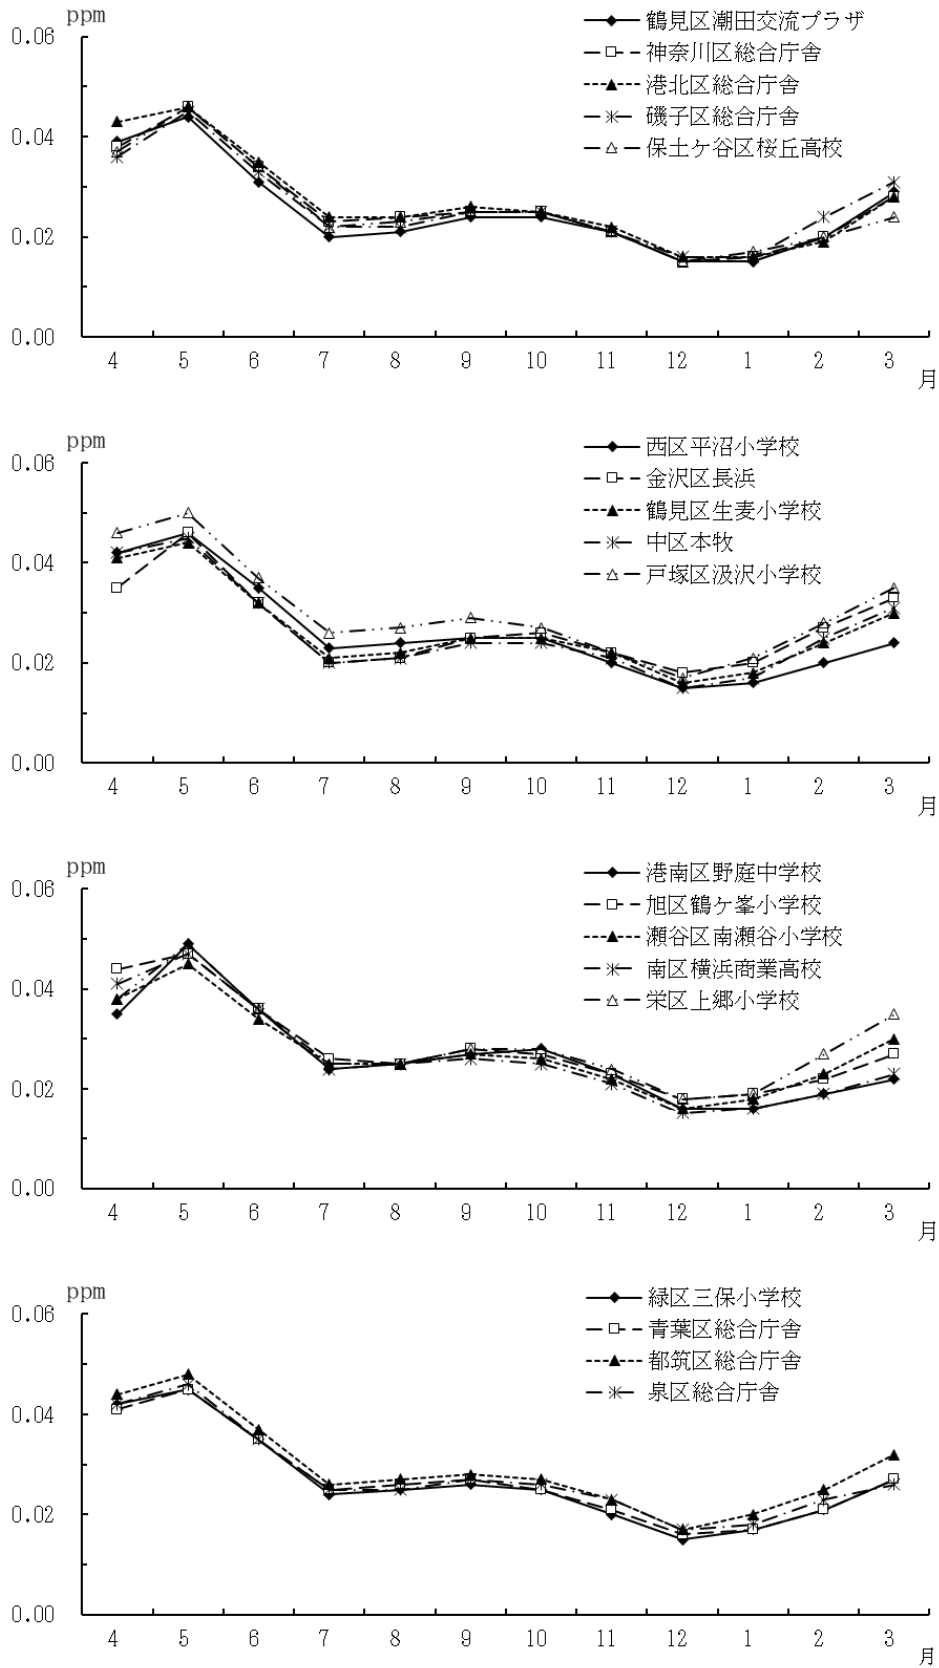 ppm
0.06
0.04
0.02
0.00
鶴見区潮田交流プラザ
神奈川区総合庁舎
港北区総合庁舎
磯子区総合庁舎
保土ケ谷区桜丘高校
4 5 6 7 8 9 10 11 12 1 2 3
月
ppm
0.06
0.04
0.02
0.00
西区平沼小学校
金沢区長浜
鶴見区生麦小学校
中区本牧
戸塚区汲沢小学校
4 5 6 7 8 9 10 11 12 1 2 3
月
ppm
0.06
0.04
0.02
0.00
港南区野庭中学校
旭区鶴ケ峯小学校
瀬谷区南瀬谷小学校
南区横浜商業高校
栄区上郷小学校
4 5 6 7 8 9 10 11 12 1 2 3
月
ppm
0.06
0.04
0.02
0.00
緑区三保小学校
青葉区総合庁舎
都筑区総合庁舎
泉区総合庁舎
4 5 6 7 8 9 10 11 12 1 2 3
月